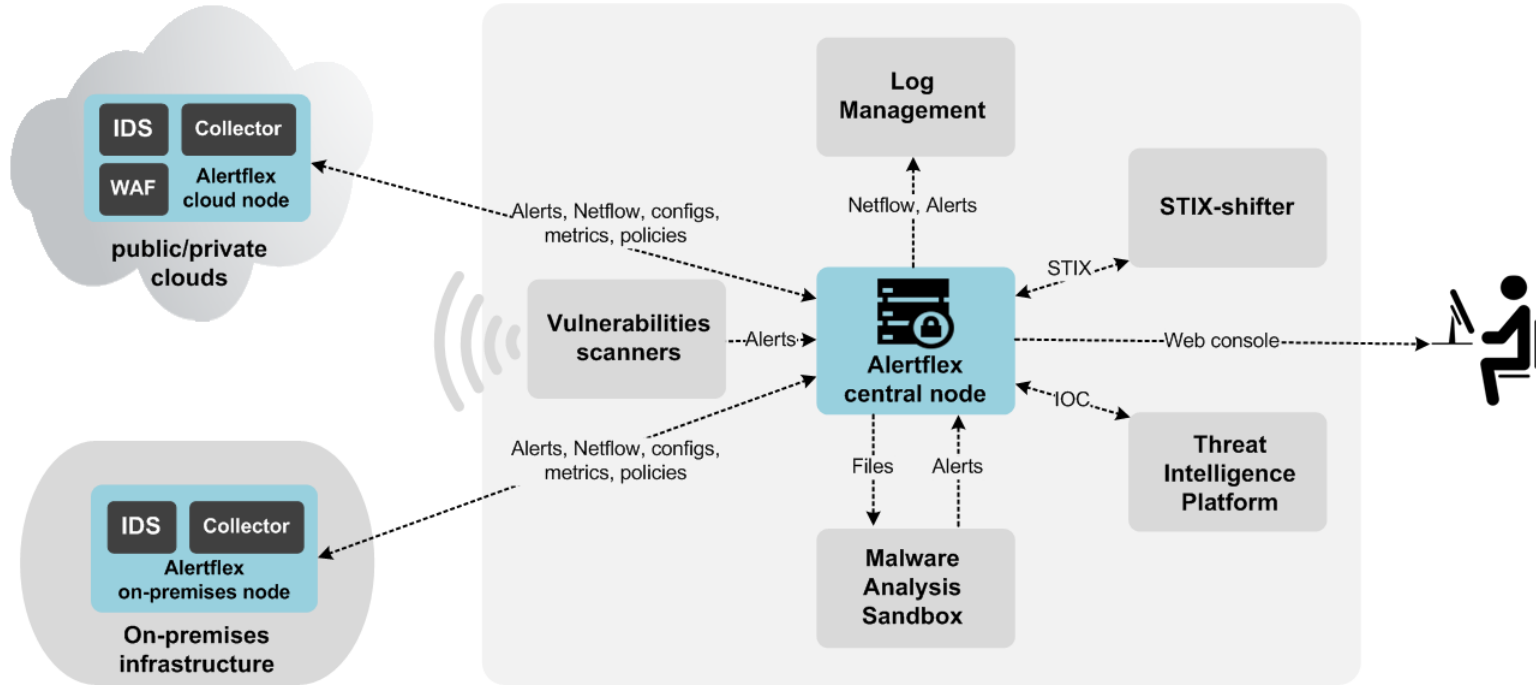 IDS
Collector
WAF
Alertflex
cloud node
public/private
clouds
Alerts, Netflow, configs,
metrics, policies
Log
Management
Netflow, Alerts
STIX-shifter
STIX
Vulnerabilities
scanners
Alerts
Alertflex
central node
Web console
IOC
Threat
Intelligence
Platform
Alerts, Netflow, configs,
metrics, policies
Files
Alerts
Malware
Analysis
Sandbox
IDS
Collector
Alertflex
on-premises node
On-premises
infrastructure